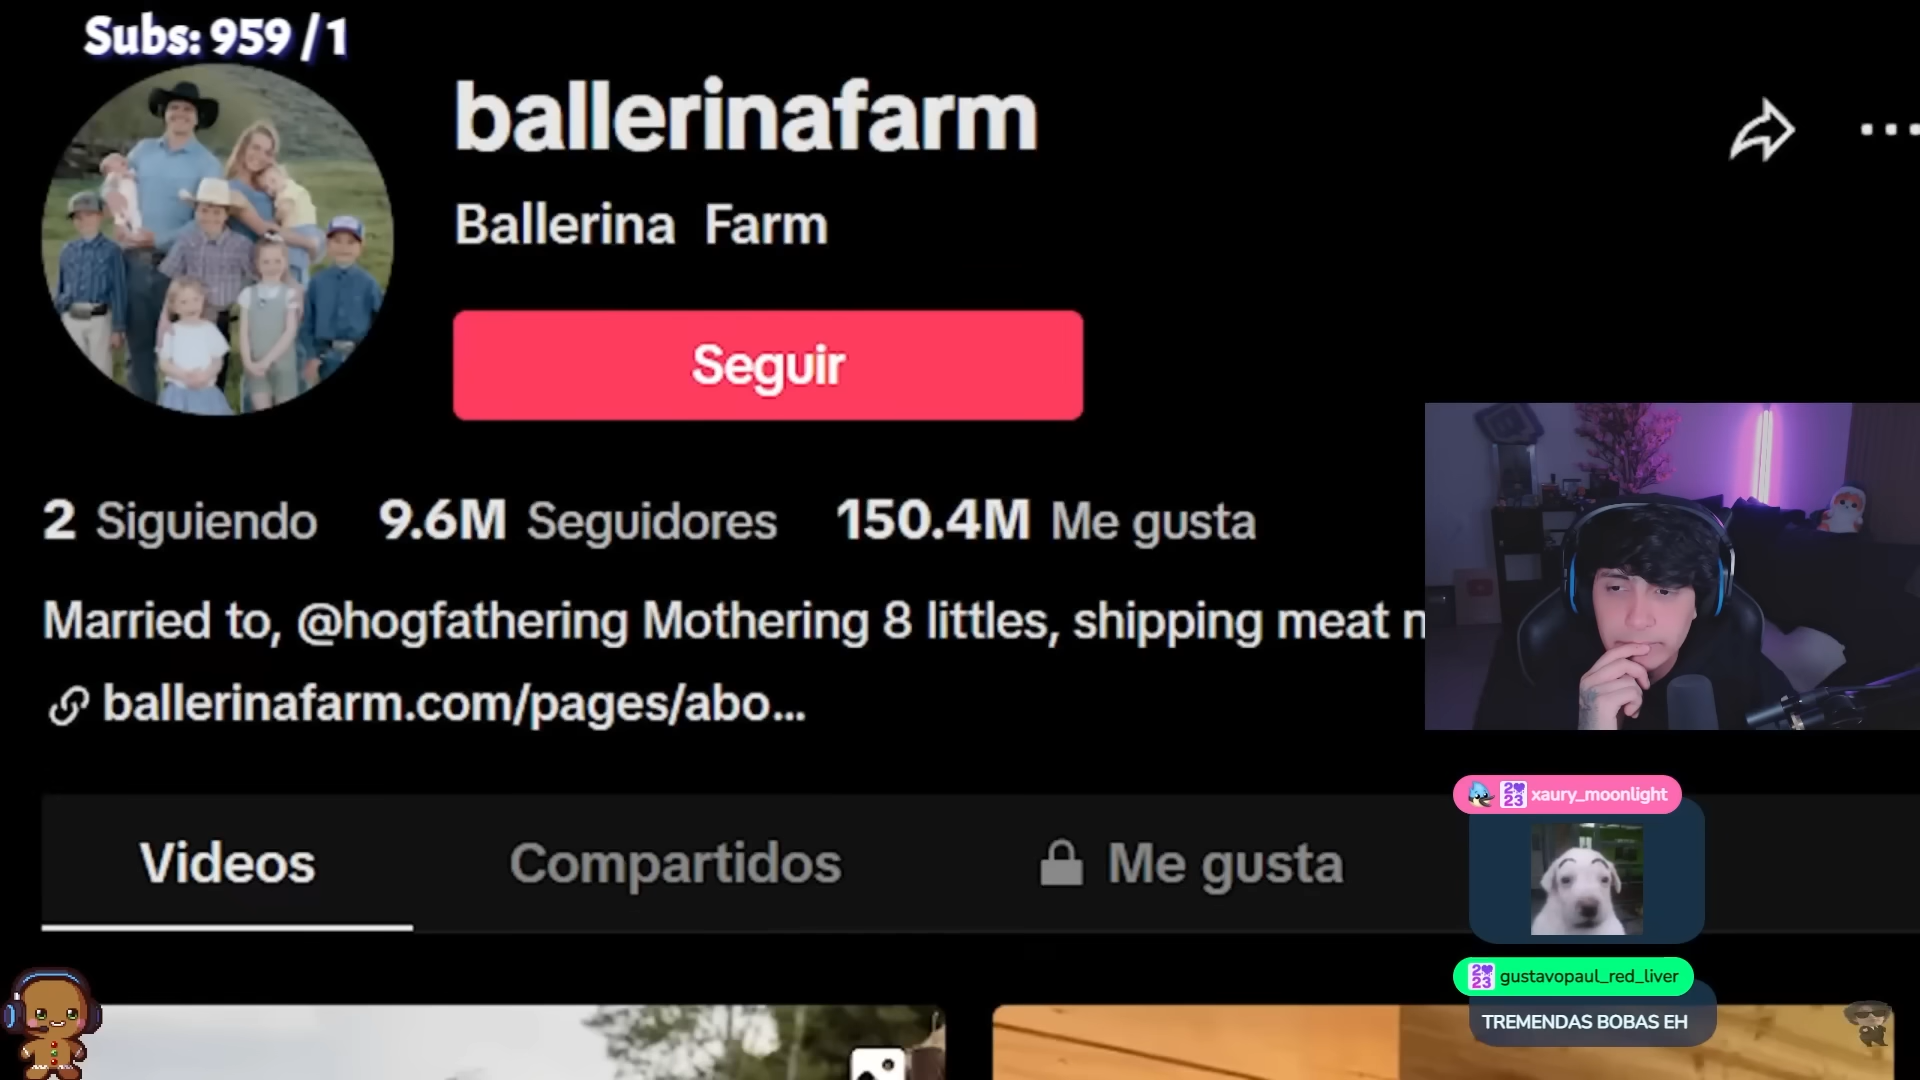 Subs: 959 / 1
ballerinafarm
Ballerina Farm
Seguir
2 Siguiendo 9.6M Seguidores 150.4M Me gusta
Married to, @hogfathering Mothering 8 littles, shipping meat
ballerinafarm.com/pages/abo...
Videos Compartidos Me gusta
xaury_moonlight
gustavopaul_red_liver
TREMENDAS BOBAS EH